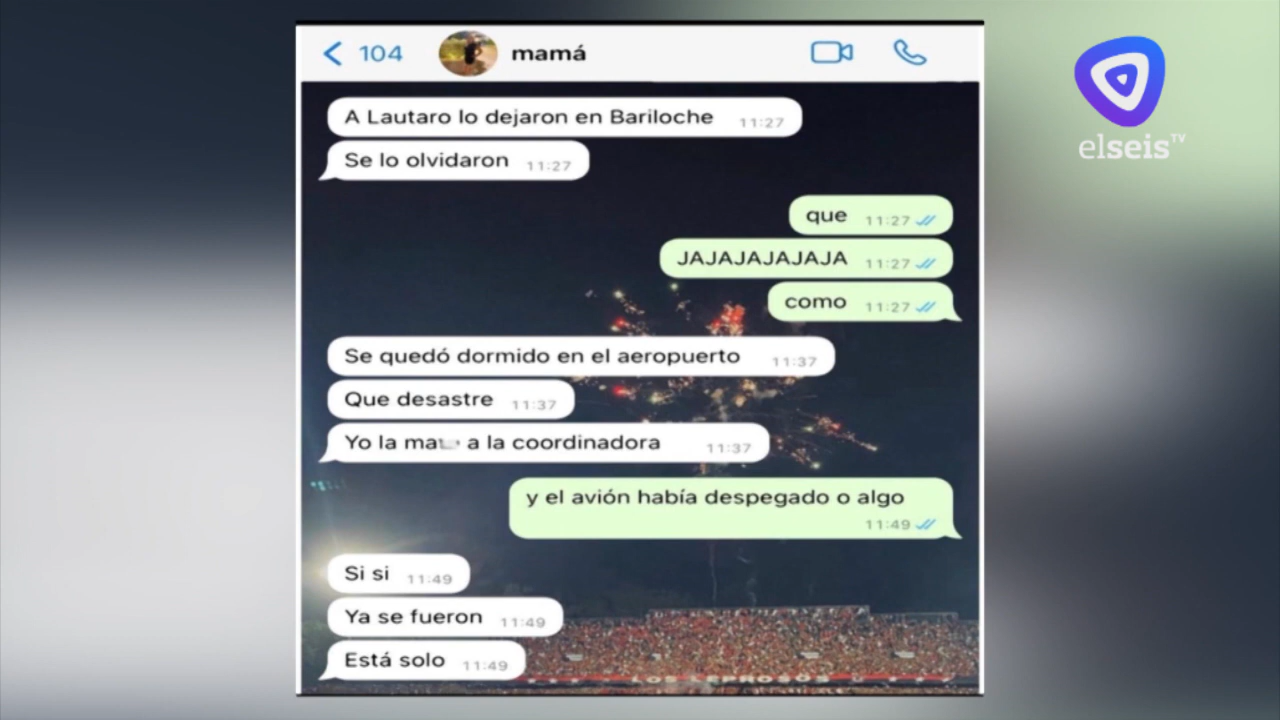 104 mamá
elseis TV
A Lautaro lo dejaron en Bariloche 11:27
Se lo olvidaron 11:27
que 11:27
JAJAJAJAJAJA 11:27
como 11:27
Se quedó dormido en el aeropuerto 11:37
Que desastre 11:37
Yo la a la coordinadora 11:37
y el avión había despegado o algo
11:49
Si si 11:49
Ya se fueron 11:49
Está solo 11:49
LOS LEPROSOS